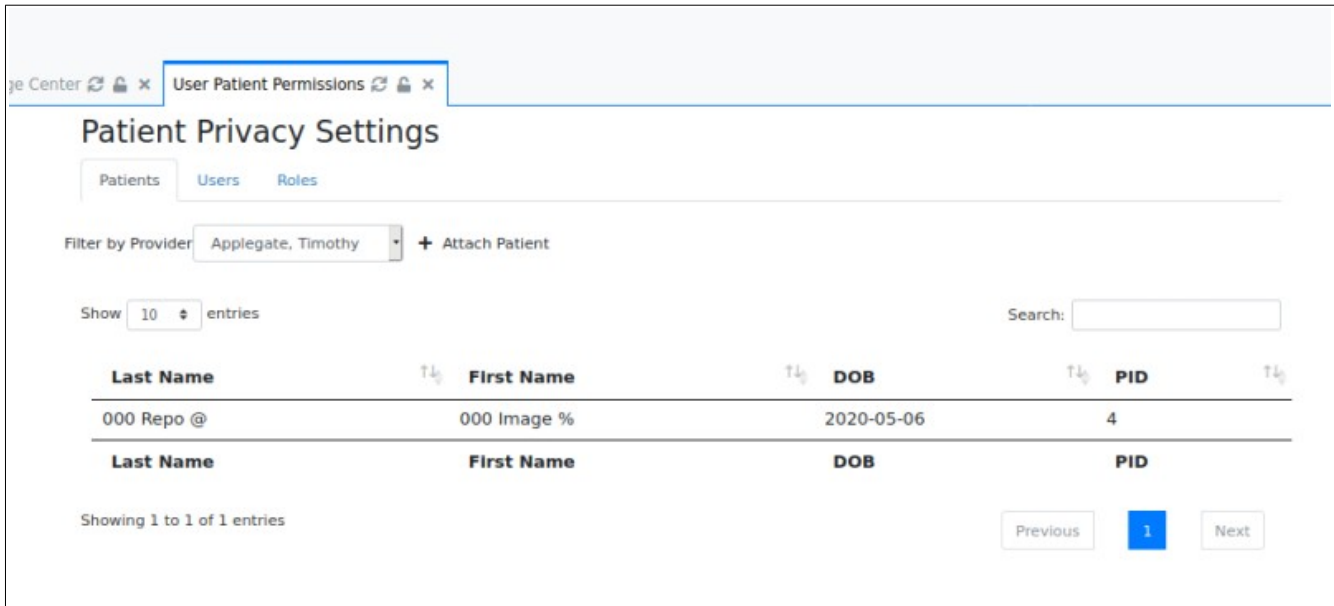 ge Center User Patient Permissions
Patient Privacy Settings
Patients Users Roles
Filter by Provider Applegate, Timothy + Attach Patient
Show 10 entries Search:
Last Name First Name DOB PID
000 Repo @ 000 Image % 2020-05-06 4
Last Name First Name DOB PID
Showing 1 to 1 of 1 entries Previous 1 Next